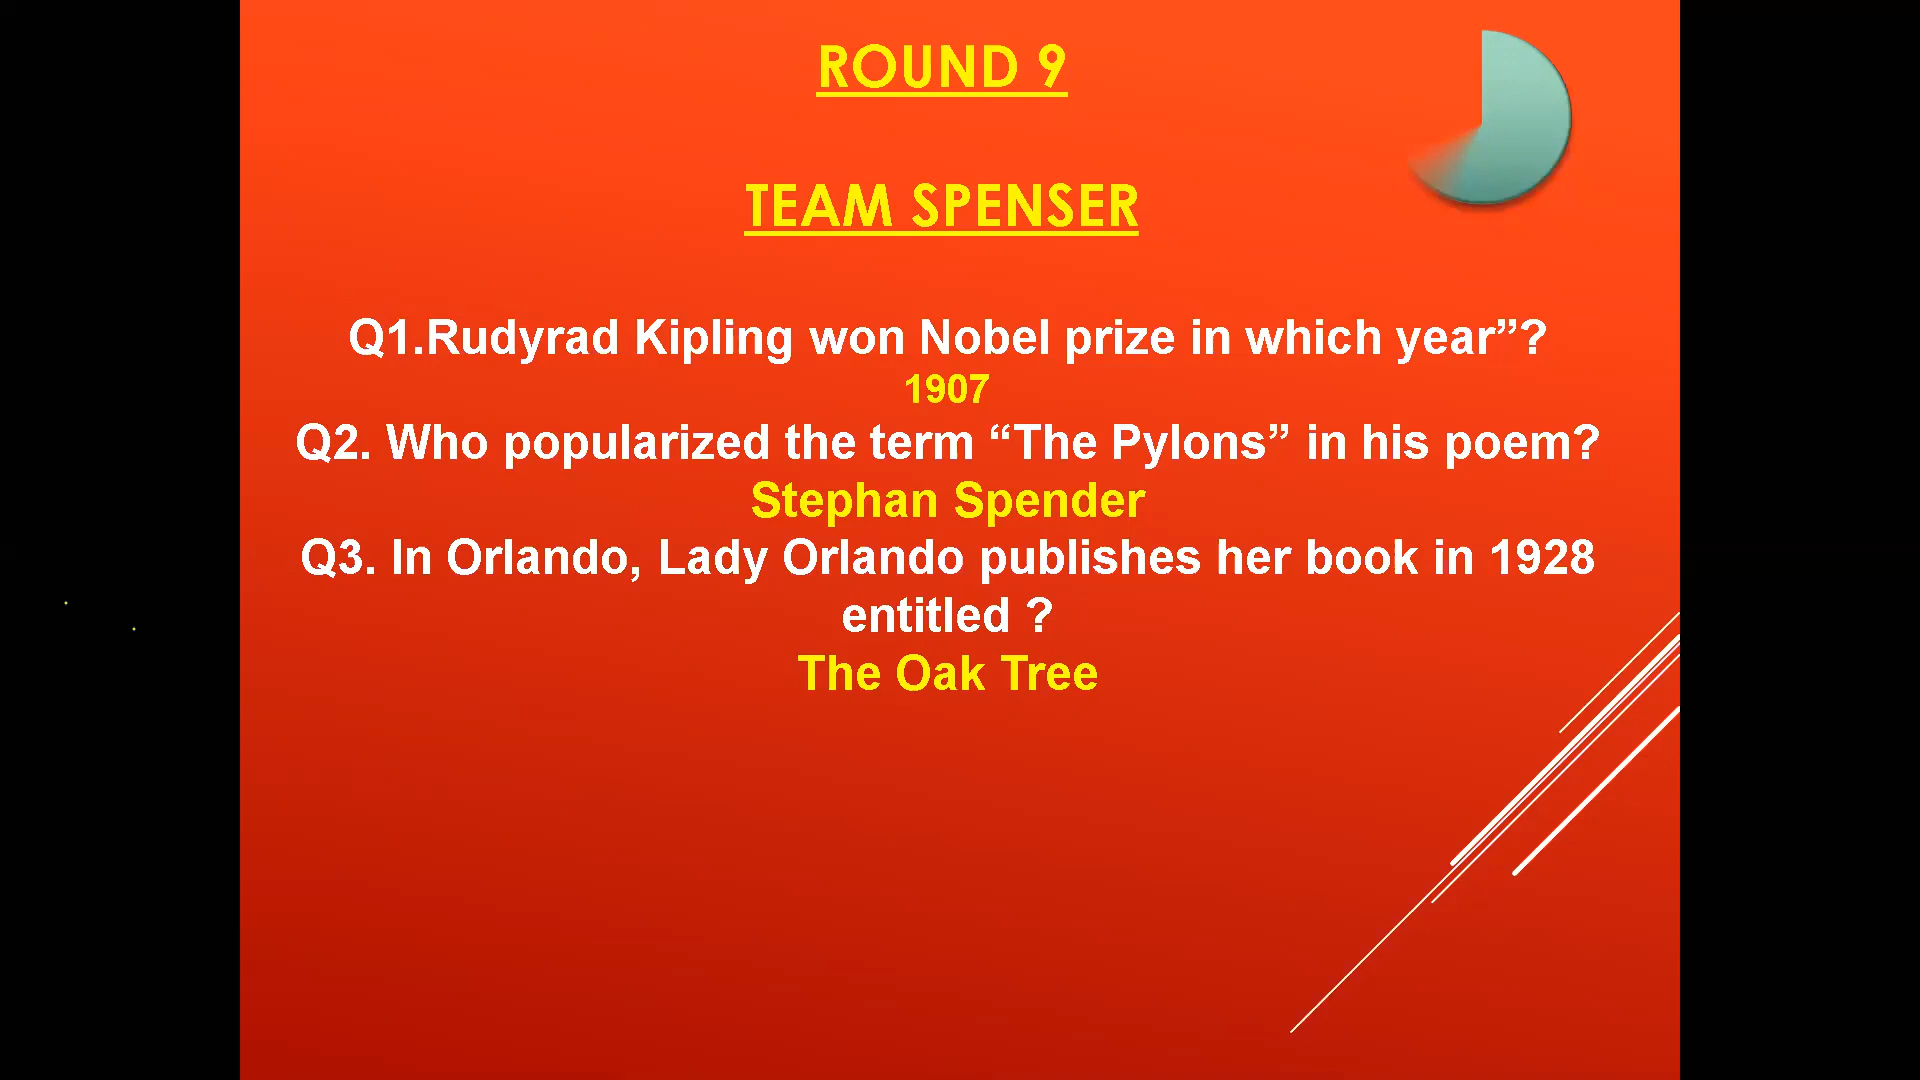 ROUND 9
TEAM SPENSER
Q1.Rudyrad Kipling won Nobel prize in which year”?
1907
Q2. Who popularized the term “The Pylons” in his poem?
Stephan Spender
Q3. In Orlando, Lady Orlando publishes her book in 1928
entitled ?
The Oak Tree